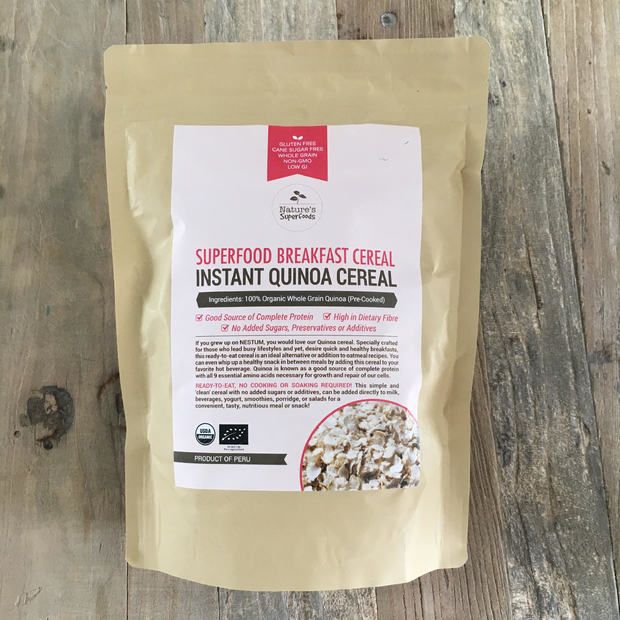 GLUTEN FREE
CANE SUGAR FREE
WHOLE GRAIN
NON-GMO
LOW GI
Nature's
Superfoods
SUPERFOOD BREAKFAST CEREAL
INSTANT QUINOA CEREAL
Ingredients: 100% Organic Whole Grain Quinoa (Pre-Cooked)
Good Source of Complete Protein High in Dietary Fibre
No Added Sugars, Preservatives or Additives
If you grew up on NESTUM, you would love our Quinoa cereal. Specially crafted
for those who lead busy lifestyles and yet, desire quick and healthy breakfasts,
this ready-to-eat cereal is an ideal alternative or addition to oatmeal recipes. You
can even whip up a healthy snack in between meals by adding this cereal to your
favorite hot beverage. Quinoa is known as a good source of complete protein
with all 9 essential amino acids necessary for growth and repair of our cells.
READY-TO-EAT, NO COOKING OR SOAKING REQUIRED! This simple and
'clean' cereal with no added sugars or additives, can be added directly to milk,
beverages, yogurt, smoothies, porridge, or salads for a
convenient, tasty, nutritious meal or snack!
USDA
ORGANIC
PRODUCT OF PERU